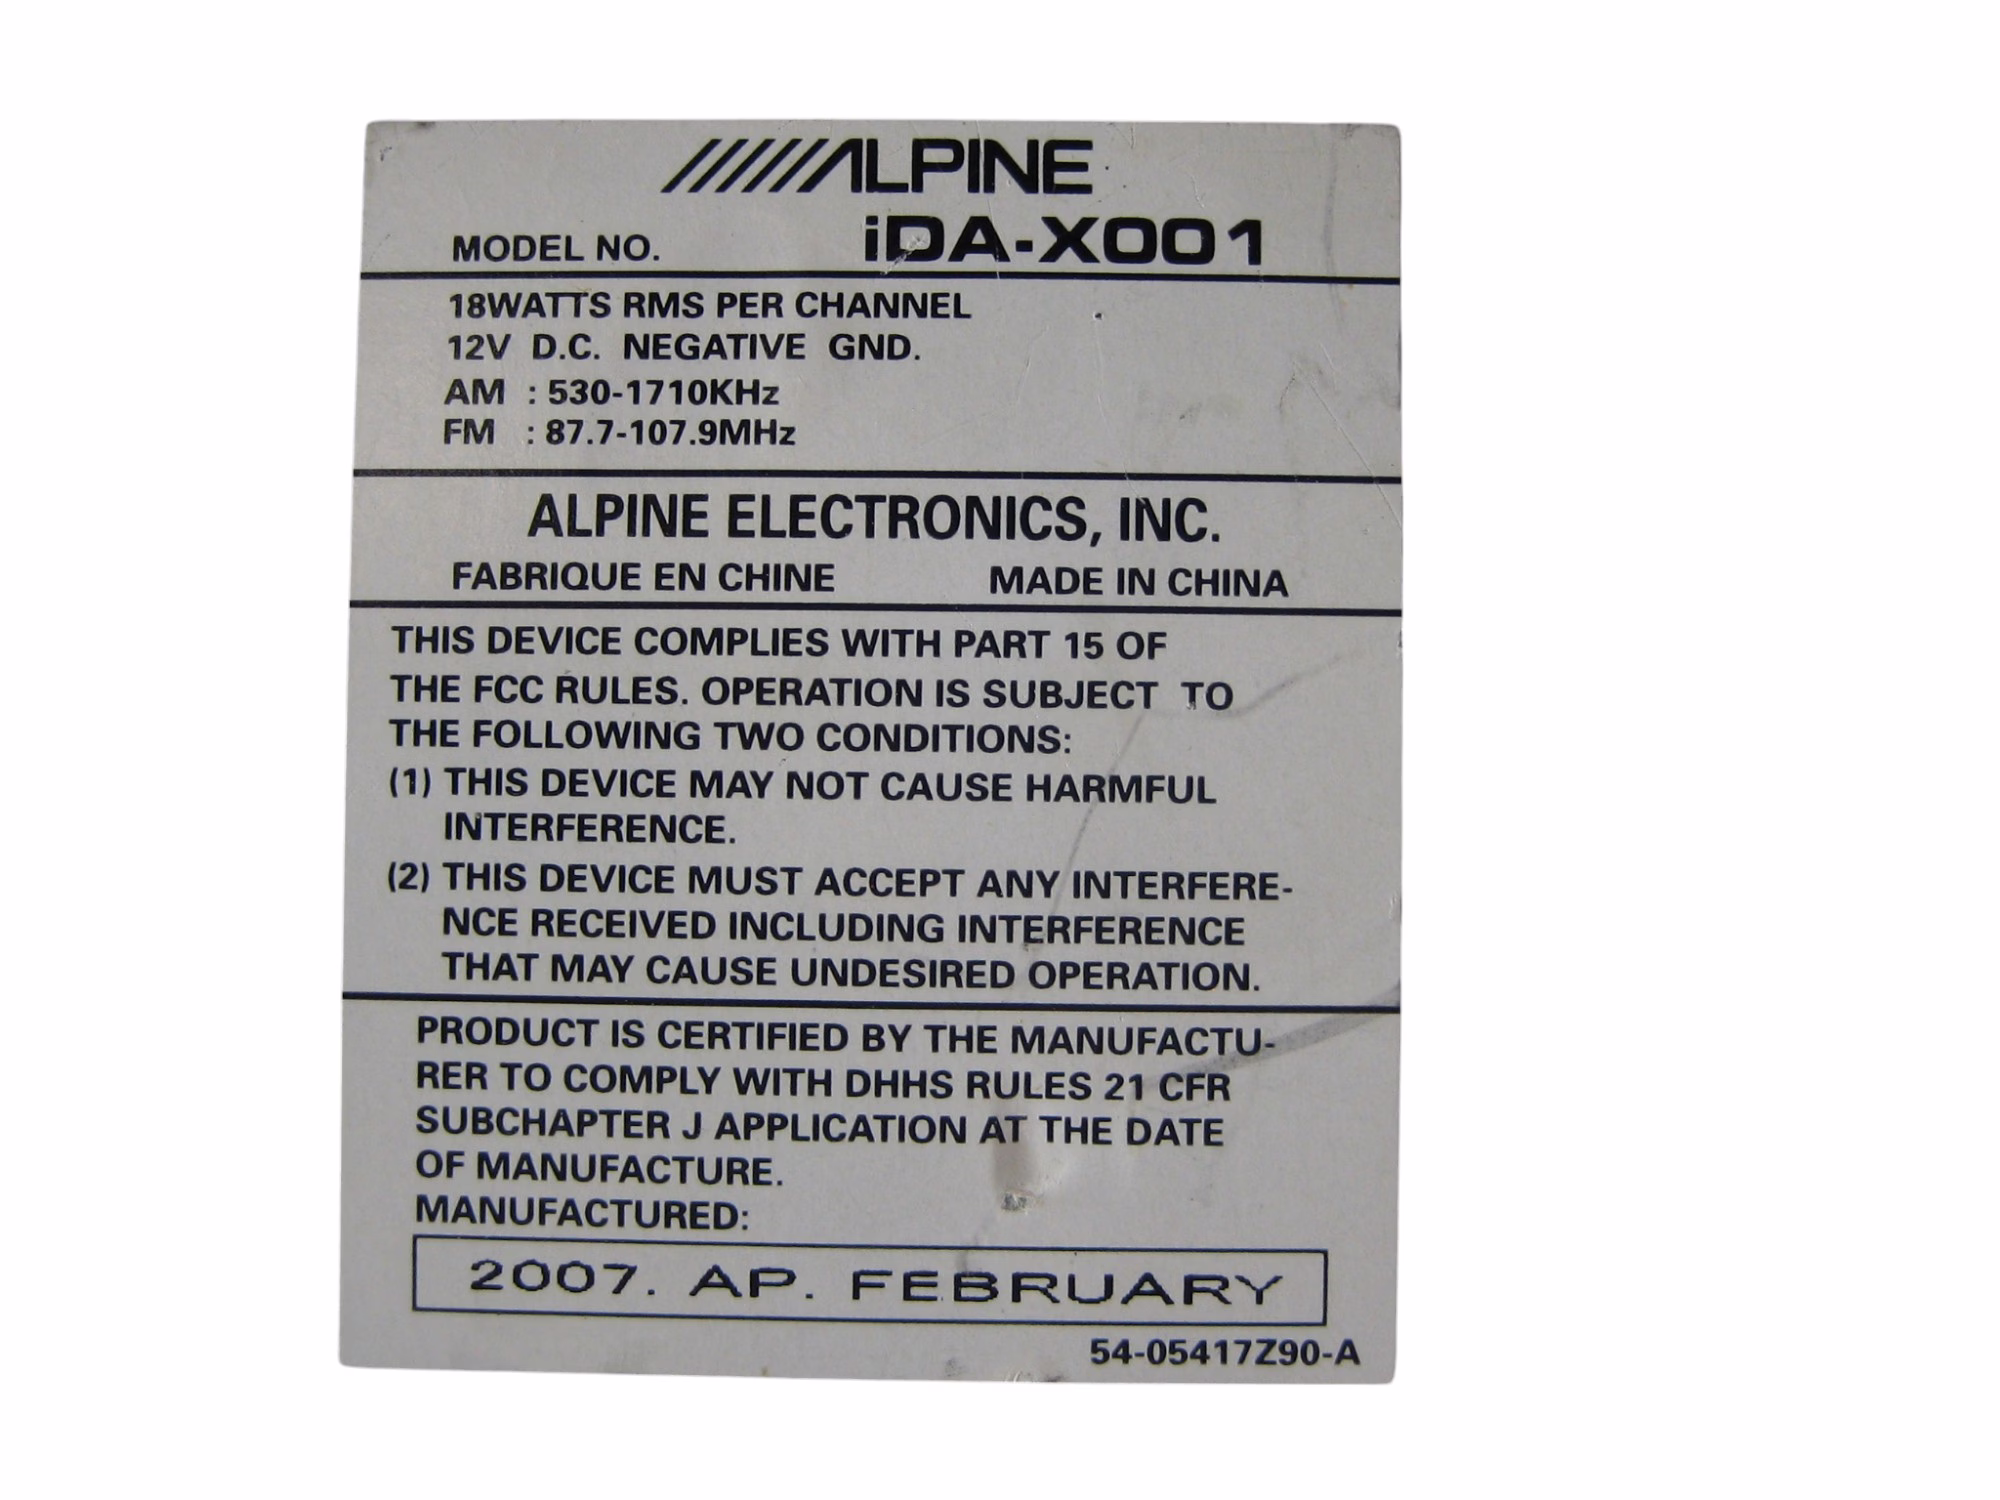 ALPINE
MODEL NO. iDA-X001
18WATTS RMS PER CHANNEL
12V D.C. NEGATIVE GND.
AM : 530-1710KHz
FM : 87.7-107.9MHz
ALPINE ELECTRONICS, INC.
FABRIQUE EN CHINE MADE IN CHINA
THIS DEVICE COMPLIES WITH PART 15 OF
THE FCC RULES. OPERATION IS SUBJECT TO
THE FOLLOWING TWO CONDITIONS:
(1) THIS DEVICE MAY NOT CAUSE HARMFUL
INTERFERENCE.
(2) THIS DEVICE MUST ACCEPT ANY INTERFERE-
NCE RECEIVED INCLUDING INTERFERENCE
THAT MAY CAUSE UNDESIRED OPERATION.
PRODUCT IS CERTIFIED BY THE MANUFACTU-
RER TO COMPLY WITH DHHS RULES 21 CFR
SUBCHAPTER J APPLICATION AT THE DATE
OF MANUFACTURE.
MANUFACTURED:
2007. AP. FEBRUARY
54-05417Z90-A